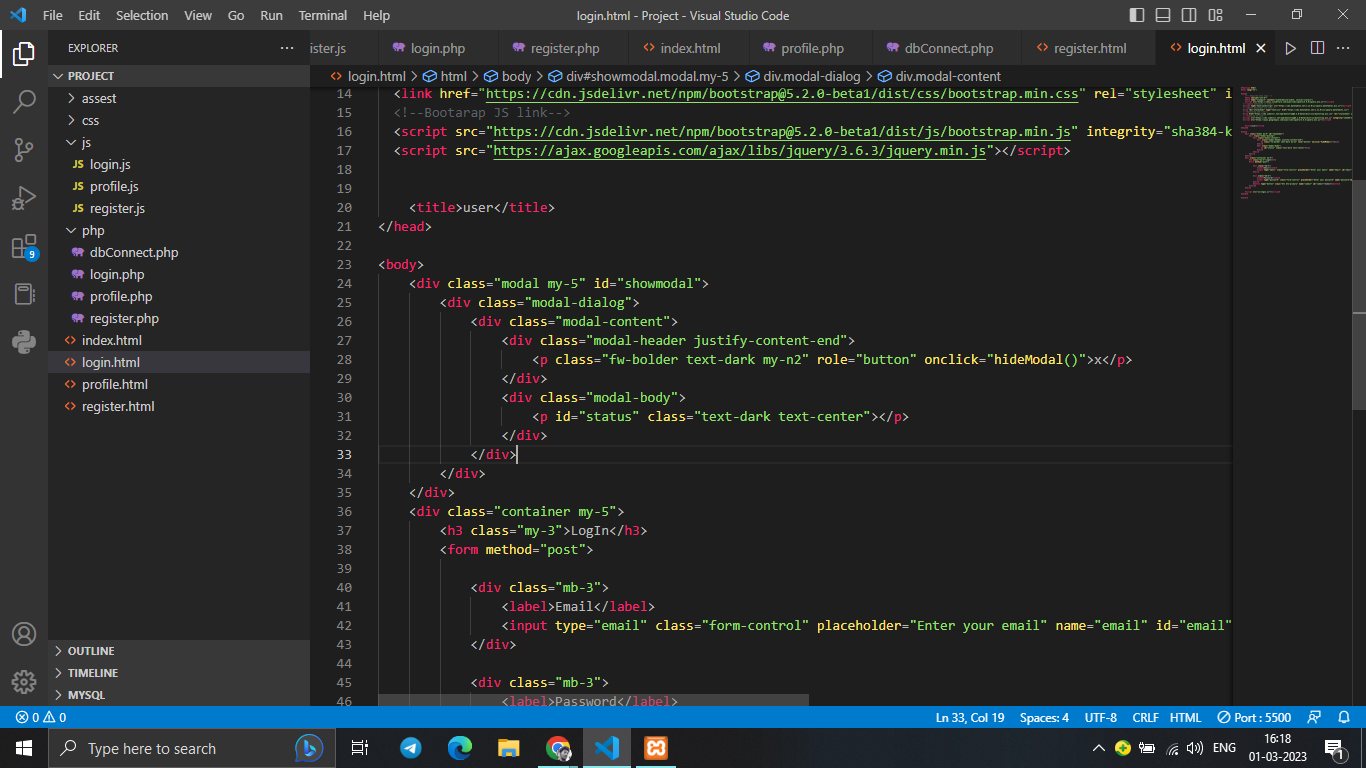 File Edit Selection View Go Run Terminal Help
login.html - Project - Visual Studio Code
EXPLORER
ister.js login.php register.php index.html profile.php dbConnect.php register.html login.html
PROJECT
login.html > html > body > div#showmodal.modal.my-5 > div.modal-dialog > div.modal-content
assest
css
js
JS login.js
JS profile.js
JS register.js
php
dbConnect.php
login.php
profile.php
register.php
index.html
login.html
profile.html
register.html
9
OUTLINE
TIMELINE
MYSQL
14 <link href="https://cdn.jsdelivr.net/npm/bootstrap@5.2.0-beta1/dist/css/bootstrap.min.css" rel="stylesheet" i
15 <!--Bootarap JS link-->
16 <script src="https://cdn.jsdelivr.net/npm/bootstrap@5.2.0-beta1/dist/js/bootstrap.min.js" integrity="sha384-k
17 <script src="https://ajax.googleapis.com/ajax/libs/jquery/3.6.3/jquery.min.js"></script>
18
19
20 <title>user</title>
21 </head>
22
23 <body>
24 <div class="modal my-5" id="showmodal">
25 <div class="modal-dialog">
26 <div class="modal-content">
27 <div class="modal-header justify-content-end">
28 <p class="fw-bolder text-dark my-n2" role="button" onclick="hideModal()">x</p>
29 </div>
30 <div class="modal-body">
31 <p id="status" class="text-dark text-center"></p>
32 </div>
33 </div>
34 </div>
35 </div>
36 <div class="container my-5">
37 <h3 class="my-3">LogIn</h3>
38 <form method="post">
39
40 <div class="mb-3">
41 <label>Email</label>
42 <input type="email" class="form-control" placeholder="Enter your email" name="email" id="email"
43 </div>
44
45 <div class="mb-3">
46 <label>Password</label>
0 0
Ln 33, Col 19 Spaces: 4 UTF-8 CRLF HTML Port : 5500
Type here to search
ENG
16:18
01-03-2023
1